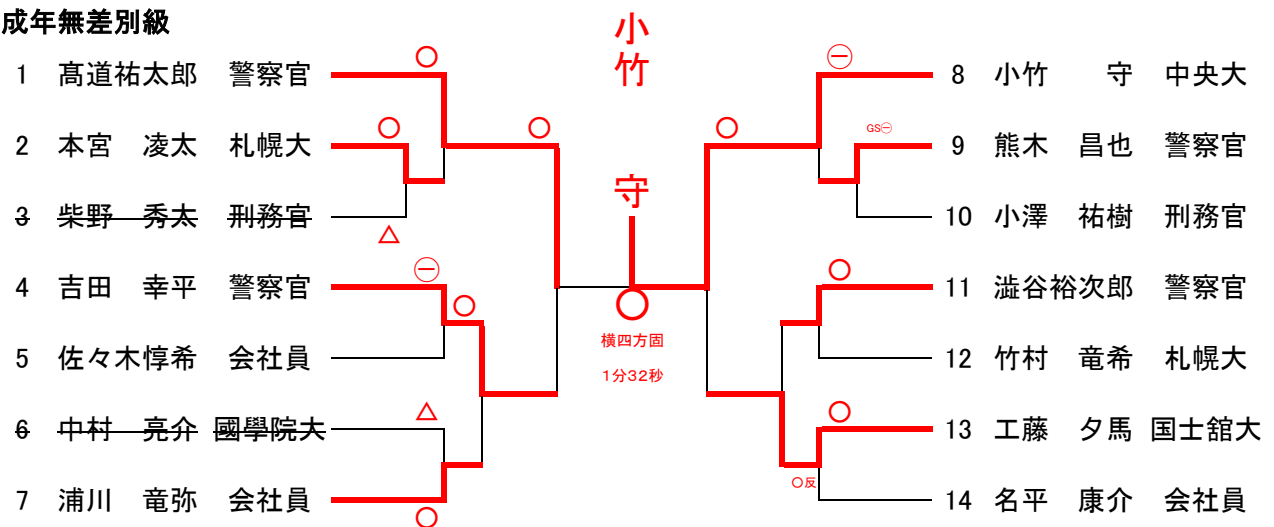 成年無差別級
1 髙道祐太郎 警察官
2 本宮 凌太 札幌大
3 柴野 秀太 刑務官
4 吉田 幸平 警察官
5 佐々木惇希 会社員
6 中村 亮介 國學院大
7 浦川 竜弥 会社員
小竹
守
横四方固
1分32秒
8 小竹 守 中央大
GS㊀
9 熊木 昌也 警察官
10 小澤 祐樹 刑務官
11 澁谷裕次郎 警察官
12 竹村 竜希 札幌大
13 工藤 夕馬 国士舘大
〇反
14 名平 康介 会社員